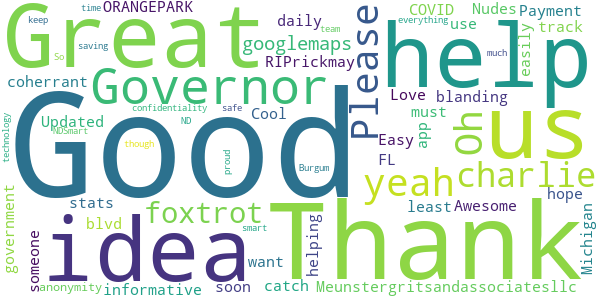 time ORANGEPARK
keep
Great
COVID Nudes Payment
everything
team
help
use easily track
daily
googlemaps
So
saving
RIPrickmay
Please
much
coherrant
Governor
Love blanding
Good
Updated
confidentiality
safe
Cool
must
app
Oh
us
technology
NDSmart
ND
though
proud
Burgum
Easy
FL
yeah
charlie
hope
government
stats
foxtrot
Thank
least Awesome
Michigan
someone
idea
blvd
smart
want
helping
anonymity informative soon catch Meunstergritsandassociatesllc